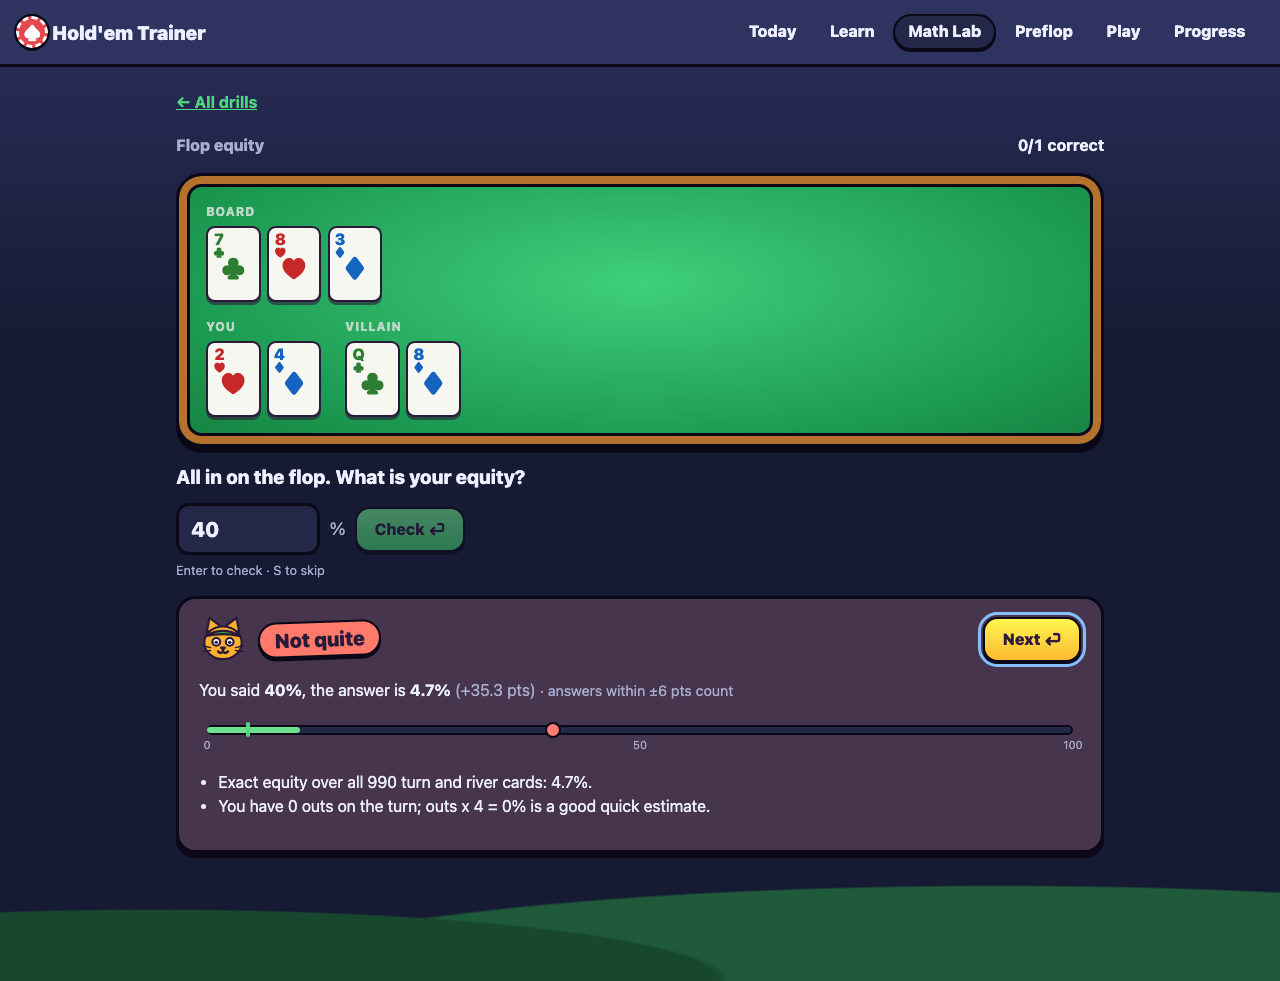 Hold'em Trainer
Today Learn Math Lab Preflop Play Progress
← All drills
Flop equity 0/1 correct
BOARD
7 8 3
YOU VILLAIN
2 4 Q 8
All in on the flop. What is your equity?
40 % Check ⏎
Enter to check · S to skip
Not quite Next ⏎
You said 40%, the answer is 4.7% (+35.3 pts) · answers within ±6 pts count
0 50 100
• Exact equity over all 990 turn and river cards: 4.7%.
• You have 0 outs on the turn; outs x 4 = 0% is a good quick estimate.